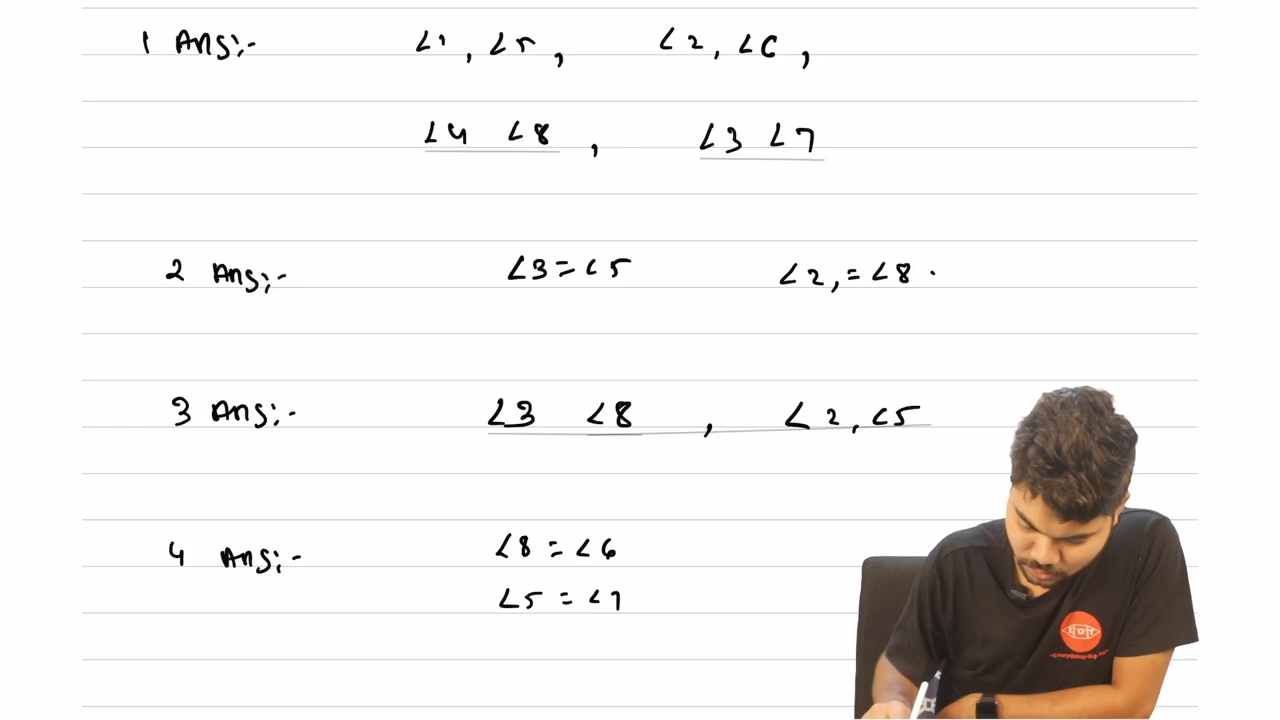 1 Ans:- ∠1, ∠5, ∠2, ∠6,
∠4 ∠8, ∠3 ∠7
2 Ans:- ∠3=∠5 ∠2,=∠8.
3 Ans:- ∠3 ∠8, ∠2, ∠5
4 Ans:- ∠8=∠6
∠5=∠7